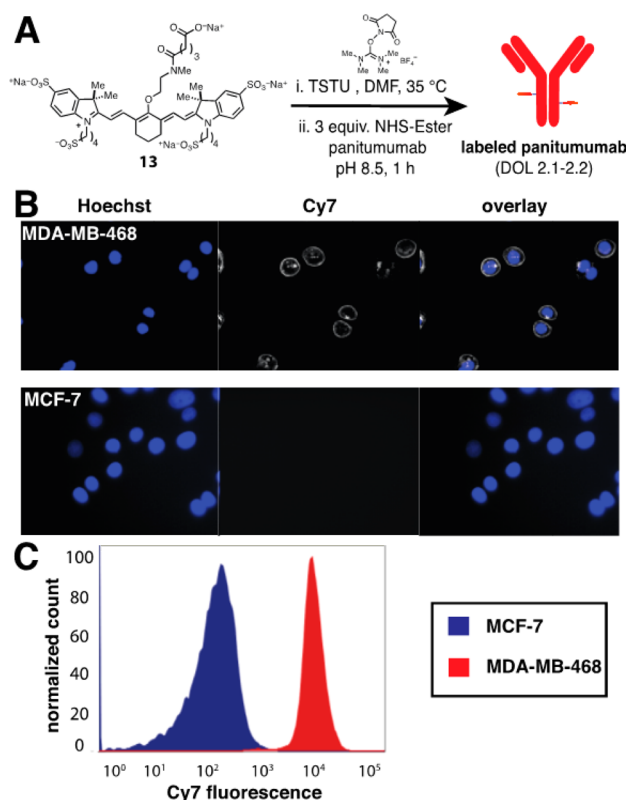 A
O
O⁻Na⁺
O
3
NMe
⁺Na⁻O₃S
SO₃⁻Na⁺
Me
Me
Me
Me
O
N
+
N
4
4
⁻O₃S
⁺Na⁻O₃S
13
O
N
O
O
Me
N
N
Me
Me
Me
+
BF₄⁻
i. TSTU , DMF, 35 °C
ii. 3 equiv. NHS-Ester
panitumumab
pH 8.5, 1 h
labeled panitumumab
(DOL 2.1-2.2)
B
Hoechst
Cy7
overlay
MDA-MB-468
MCF-7
C
normalized count
100
80
60
40
20
0
10⁰
10¹
10²
10³
10⁴
10⁵
Cy7 fluorescence
MCF-7
MDA-MB-468